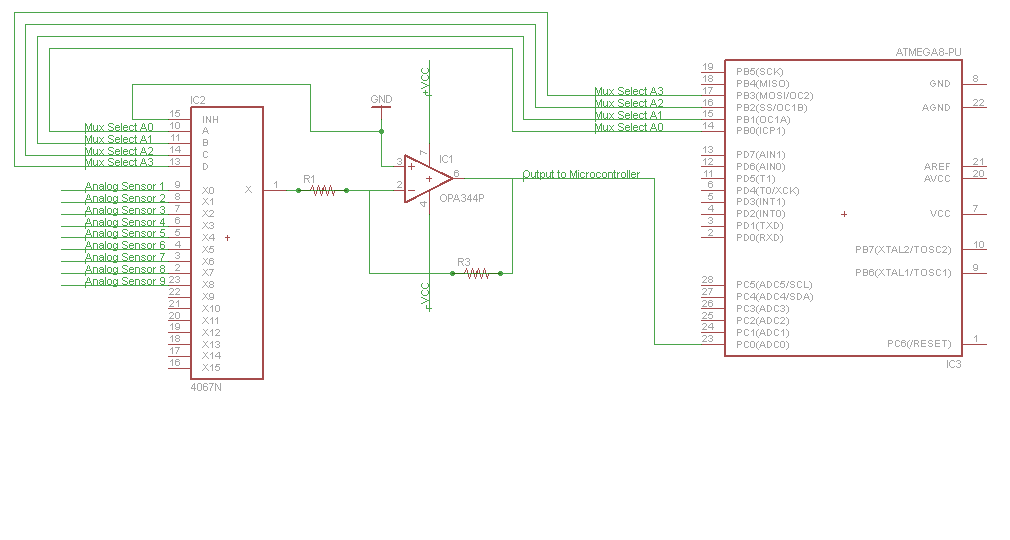 ATMEGA8-PU
19 PB5(SCK)
18 PB4(MISO)
Mux Select A3 17 PB3(MOSI/OC2)
Mux Select A2 16 PB2(SS/OC1B)
Mux Select A1 15 PB1(OC1A)
Mux Select A0 14 PB0(ICP1)
13 PD7(AIN1)
12 PD6(AIN0)
11 PD5(T1)
6 PD4(T0/XCK)
5 PD3(INT1)
4 PD2(INT0)
3 PD1(TXD)
2 PD0(RXD)
28 PC5(ADC5/SCL)
27 PC4(ADC4/SDA)
26 PC3(ADC3)
25 PC2(ADC2)
24 PC1(ADC1)
23 PC0(ADC0)
GND 8
AGND 22
AREF 21
AVCC 20
VCC 7
PB7(XTAL2/TOSC2) 10
PB6(XTAL1/TOSC1) 9
PC6(/RESET) 1
IC3
IC2
15 INH
Mux Select A0 10 A
Mux Select A1 11 B
Mux Select A2 14 C
Mux Select A3 13 D
Analog Sensor 1 9 X0
Analog Sensor 2 8 X1
Analog Sensor 3 7 X2
Analog Sensor 4 6 X3
Analog Sensor 5 5 X4
Analog Sensor 6 4 X5
Analog Sensor 7 3 X6
Analog Sensor 8 2 X7
Analog Sensor 9 23 X8
22 X9
21 X10
20 X11
19 X12
18 X13
17 X14
16 X15
X 1
4067N
R1
GND
+VCC
7
IC1
3 +
2 -
6
4
OPA344P
Output to Microcontroller
R3
-VCC